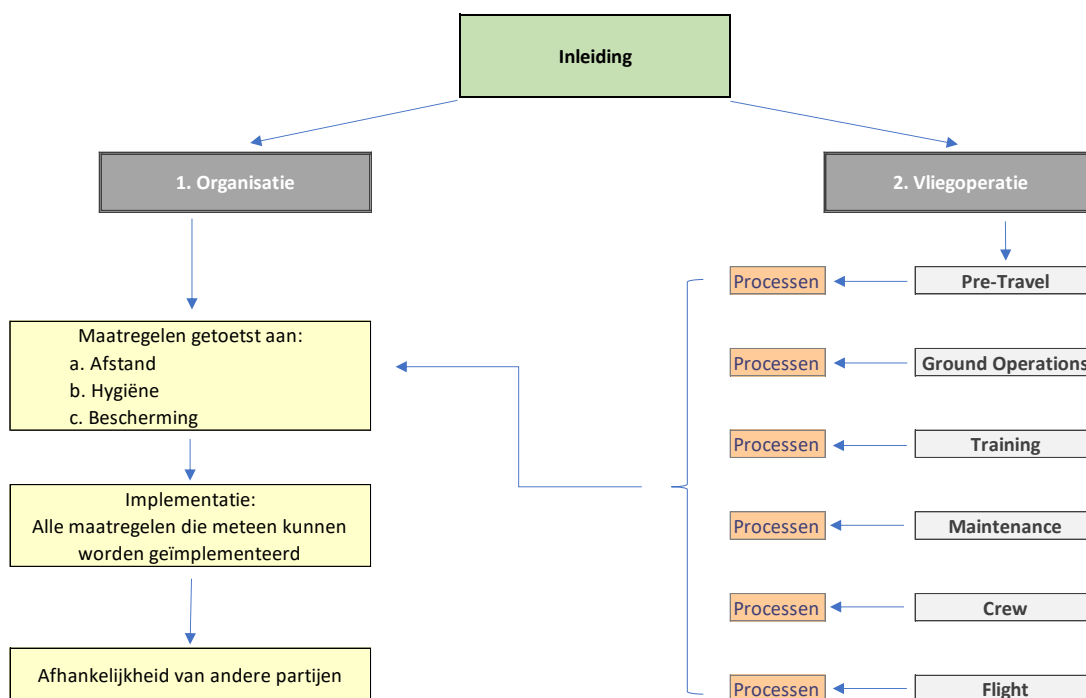 Inleiding
1. Organisatie
2. Vliegoperatie
Processen
Pre-Travel
Maatregelen getoetst aan:
a. Afstand
b. Hygiëne
c. Bescherming
Processen
Ground Operations
Processen
Training
Implementatie:
Alle maatregelen die meteen kunnen
worden geïmplementeerd
Processen
Maintenance
Processen
Crew
Afhankelijkheid van andere partijen
Processen
Flight